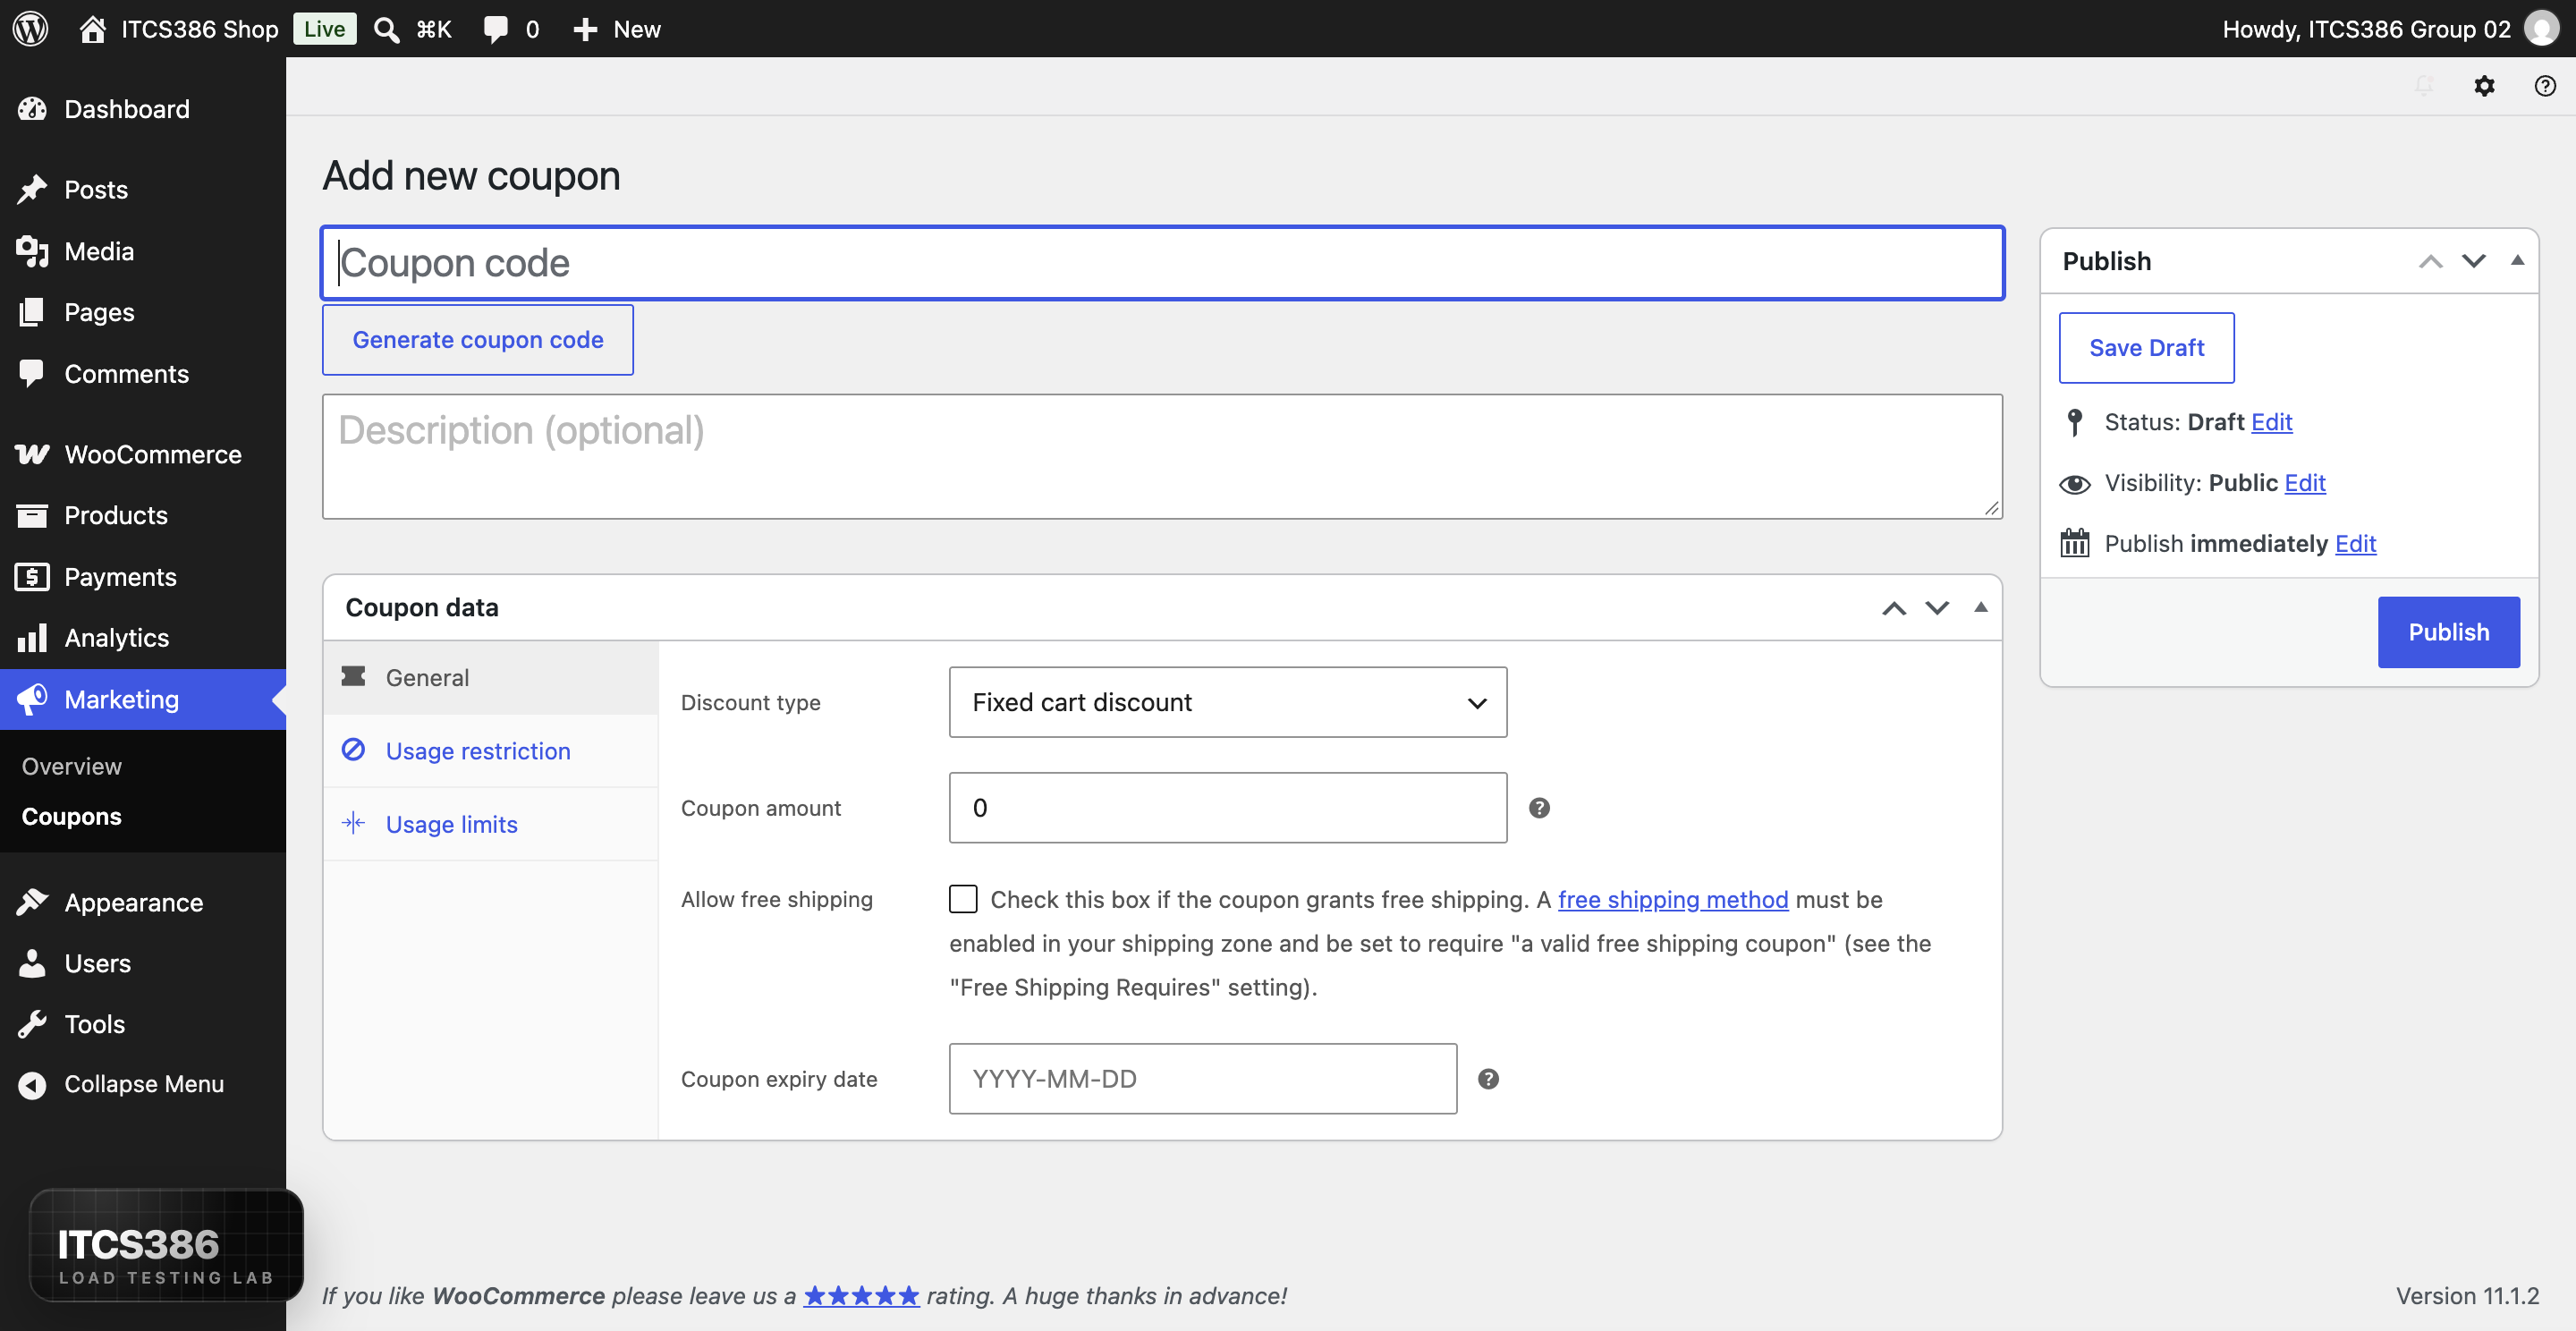 ITCS386 Shop Live ⌘K 0 New Howdy, ITCS386 Group 02
Dashboard
Posts
Media
Pages
Comments
WooCommerce
Products
Payments
Analytics
Marketing
Overview
Coupons
Appearance
Users
Tools
Collapse Menu
ITCS386
LOAD TESTING LAB
Add new coupon
Coupon code
Generate coupon code
Description (optional)
Coupon data
General
Usage restriction
Usage limits
Discount type Fixed cart discount
Coupon amount 0
Allow free shipping Check this box if the coupon grants free shipping. A free shipping method must be
enabled in your shipping zone and be set to require "a valid free shipping coupon" (see the
"Free Shipping Requires" setting).
Coupon expiry date YYYY-MM-DD
Publish
Save Draft
Status: Draft Edit
Visibility: Public Edit
Publish immediately Edit
Publish
If you like WooCommerce please leave us a ★★★★★ rating. A huge thanks in advance!
Version 11.1.2